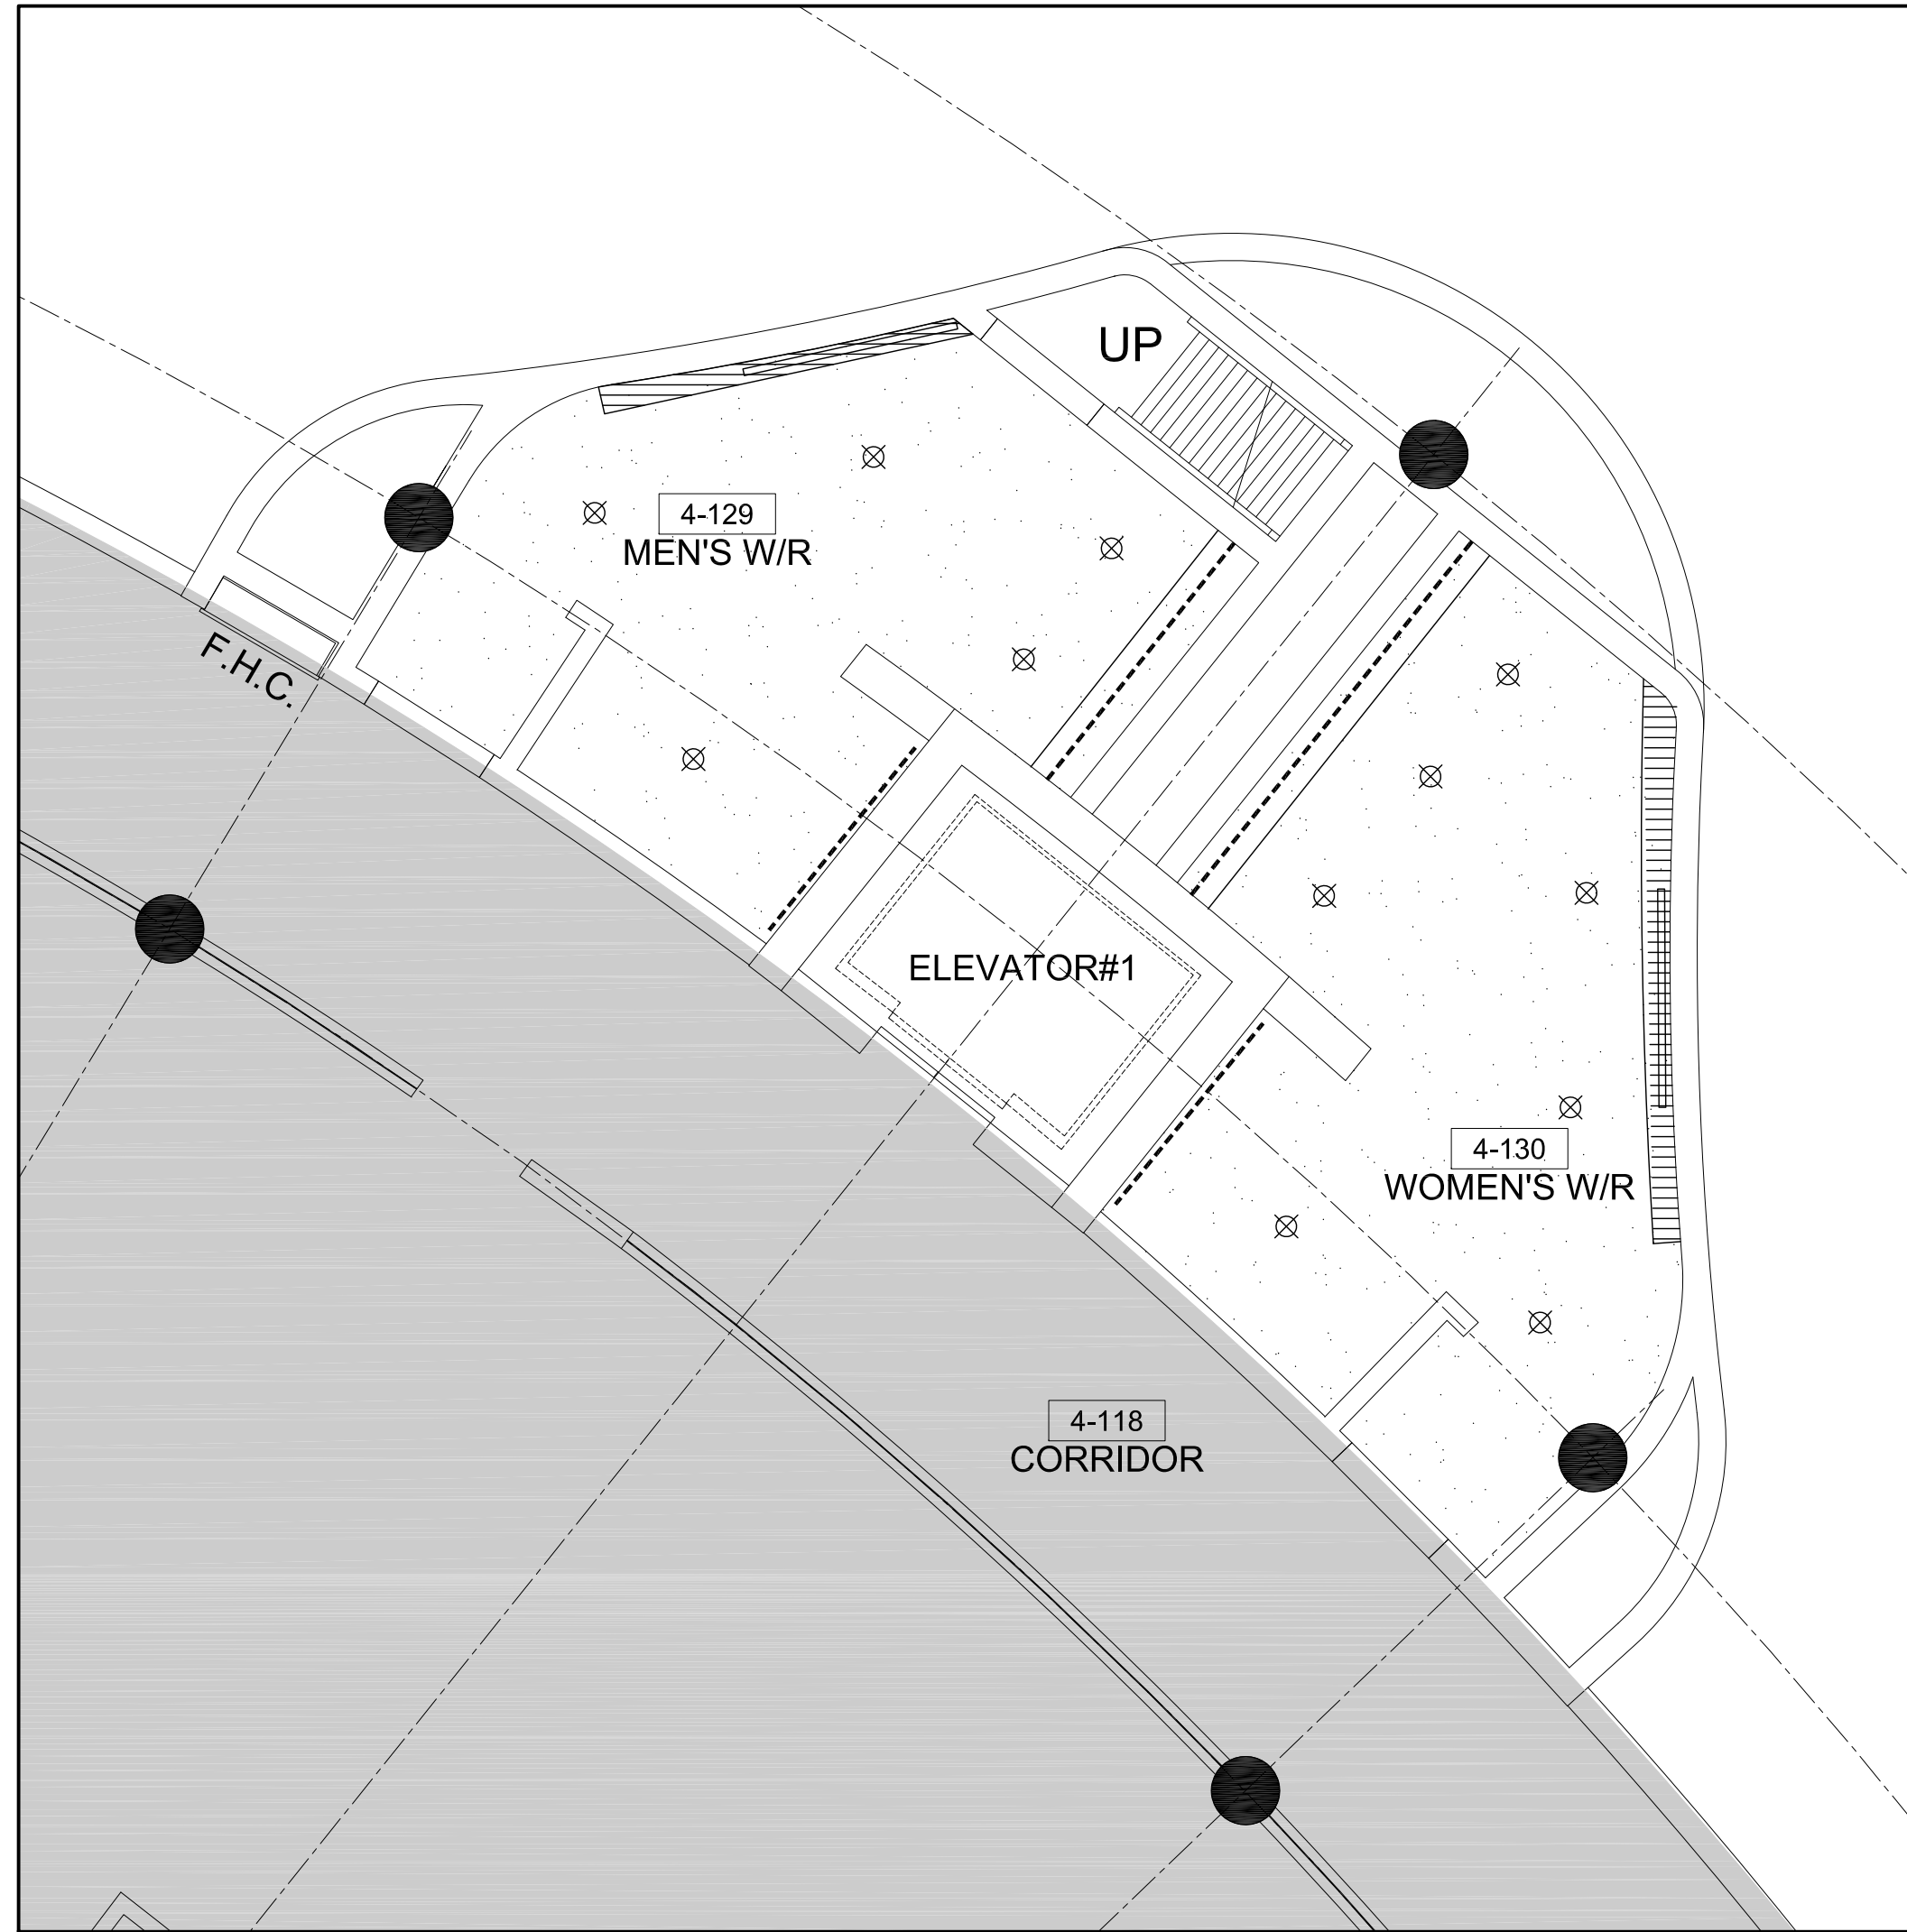 UP
4-129
MEN'S W/R
F.H.C.
ELEVATOR#1
4-130
WOMEN'S W/R
4-118
CORRIDOR